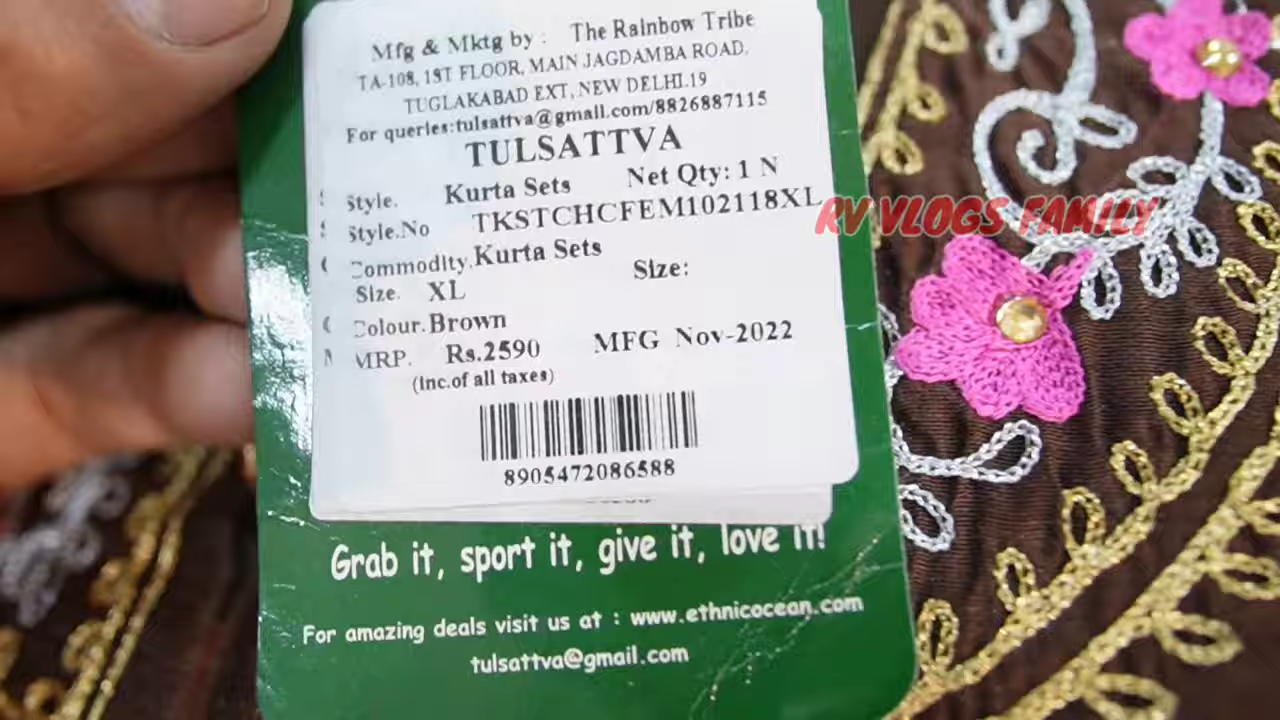 Mfg & Mktg by : The Rainbow Tribe
TA-108, 1ST FLOOR, MAIN JAGDAMBA ROAD,
TUGLAKABAD EXT, NEW DELHI.19
For queries:tulsattva@gmail.com/8826887115
TULSATTVA
Style. Kurta Sets Net Qty: 1 N
Style.No TKSTCHCFEM102118XL
Commodity. Kurta Sets
Size. XL Size:
Colour. Brown
MRP. Rs.2590 MFG Nov-2022
(Inc.of all taxes)
8905472086588
Grab it, sport it, give it, love it!
For amazing deals visit us at : www.ethnicocean.com
tulsattva@gmail.com
RV VLOGS FAMILY